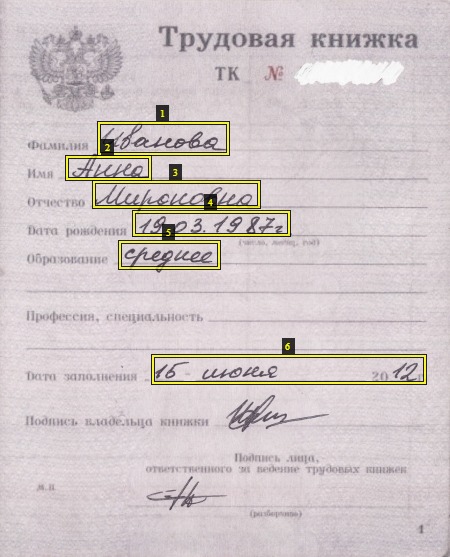 Трудовая книжка
ТК №
1
Фамилия Иванова
2
Имя Анна
3
Отчество Мироновна
4
Дата рождения 19.03.1987г
(число, месяц, год)
5
Образование среднее
Профессия, специальность
6
Дата заполнения 15 - июня 2012 г.
Подпись владельца книжки
Подпись лица,
ответственного за ведение трудовых книжек
М.П.
(разборчиво)
1